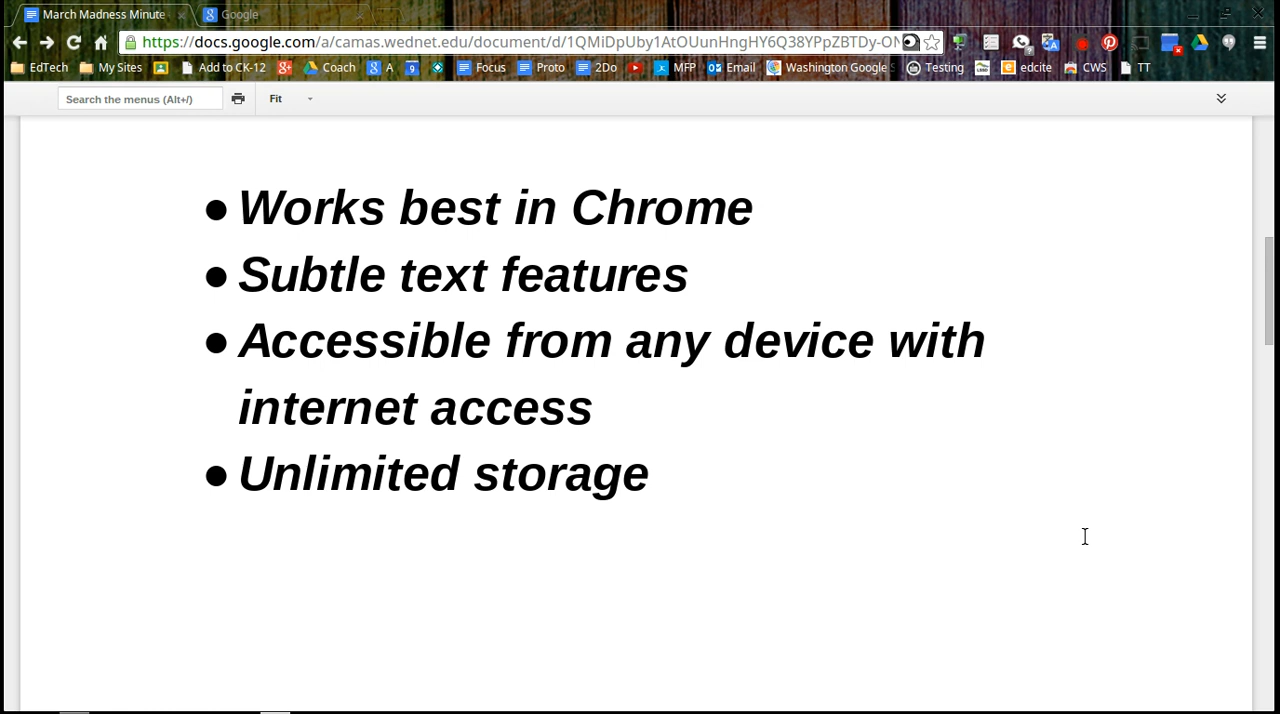 March Madness Minute
Google
https://docs.google.com/a/camas.wednet.edu/document/d/1QMiDpUby1AtOUunHngHY6Q38YPpZBTDy-ON
EdTech My Sites Add to CK-12 Coach A 9 Focus Proto 2Do MFP Email Washington Google Testing edcite CWS TT
Search the menus (Alt+/) Fit
● Works best in Chrome
● Subtle text features
● Accessible from any device with
internet access
● Unlimited storage